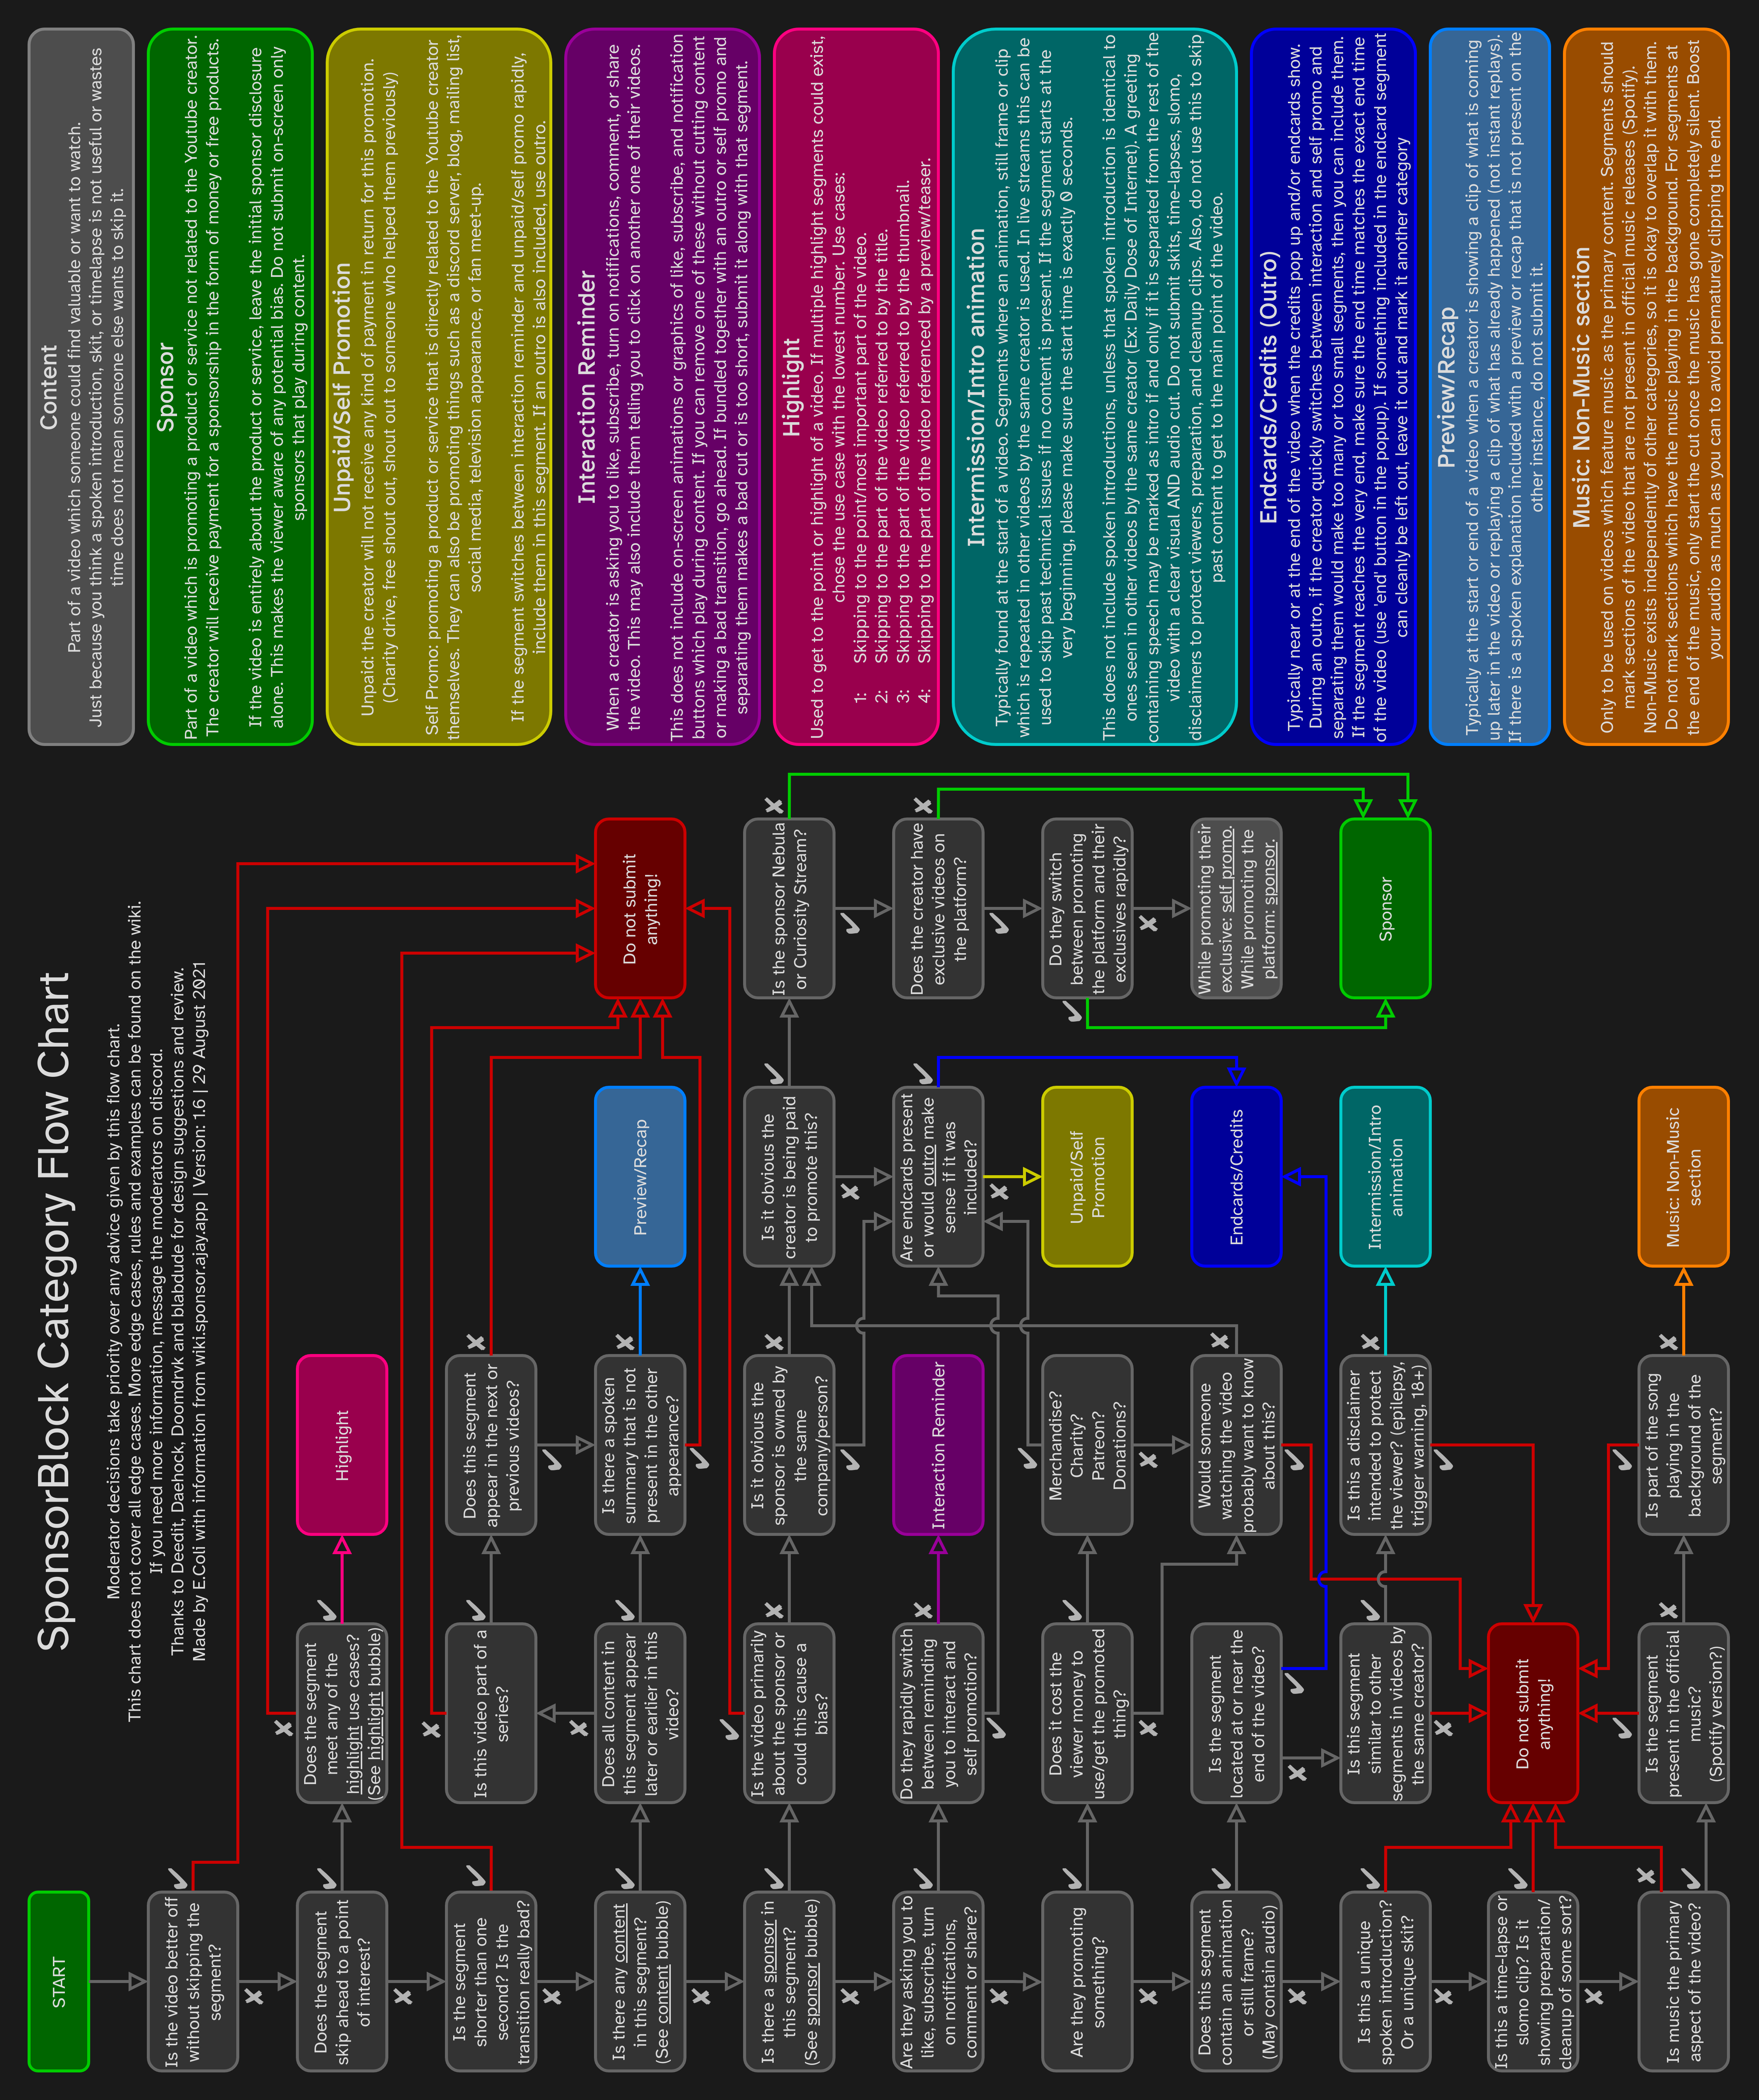 SponsorBlock Category Flow Chart
Moderator decisions take priority over any advice given by this flow chart.
This chart does not cover all edge cases. More edge cases, rules and examples can be found on the wiki.
If you need more information, message the moderators on discord.
Thanks to Deedit, Daehock, Doomdrvk and blabdude for design suggestions and review.
Made by E.Coli with information from wiki.sponsor.ajay.app | Version: 1.6 | 29 August 2021
START
Is the video better off
without skipping the
segment?
Does the segment
skip ahead to a point
of interest?
Does the segment
meet any of the
highlight use cases?
(See highlight bubble)
Highlight
Is the segment
shorter than one
second? Is the
transition really bad?
Is this video part of a
series?
Does this segment
appear in the next or
previous videos?
Is there any content
in this segment?
(See content bubble)
Does all content in
this segment appear
later or earlier in this
video?
Is there a spoken
summary that is not
present in the other
appearance?
Preview/Recap
Do not submit
anything!
Is there a sponsor in
this segment?
(See sponsor bubble)
Is the video primarily
about the sponsor or
could this cause a
bias?
Is it obvious the
sponsor is owned by
the same
company/person?
Is it obvious the
creator is being paid
to promote this?
Is the sponsor Nebula
or Curiosity Stream?
Are they asking you to
like, subscribe, turn
on notifications,
comment or share?
Do they rapidly switch
between reminding
you to interact and
self promotion?
Interaction Reminder
Are endcards present
or would outro make
sense if it was
included?
Does the creator have
exclusive videos on
the platform?
Are they promoting
something?
Does it cost the
viewer money to
use/get the promoted
thing?
Merchandise?
Charity?
Patreon?
Donations?
Unpaid/Self
Promotion
Do they switch
between promoting
the platform and their
exclusives rapidly?
Does this segment
contain an animation
or still frame?
(May contain audio)
Is the segment
located at or near the
end of the video?
Would someone
watching the video
probably want to know
about this?
Endcards/Credits
While promoting their
exclusive: self promo.
While promoting the
platform: sponsor.
Is this a unique
spoken introduction?
Or a unique skit?
Is this segment
similar to other
segments in videos by
the same creator?
Is this a disclaimer
intended to protect
the viewer? (epilepsy,
trigger warning, 18+)
Intermission/Intro
animation
Sponsor
Is this a time-lapse or
slomo clip? Is it
showing preparation/
cleanup of some sort?
Do not submit
anything!
Is music the primary
aspect of the video?
Is the segment
present in the official
music?
(Spotify version?)
Is part of the song
playing in the
background of the
segment?
Music: Non-Music
section
Content
Part of a video which someone could find valuable or want to watch.
Just because you think a spoken introduction, skit, or timelapse is not useful or wastes
time does not mean someone else wants to skip it.
Sponsor
Part of a video which is promoting a product or service not related to the Youtube creator.
The creator will receive payment for a sponsorship in the form of money or free products.
If the video is entirely about the product or service, leave the initial sponsor disclosure
alone. This makes the viewer aware of any potential bias. Do not submit on-screen only
sponsors that play during content.
Unpaid/Self Promotion
Unpaid: the creator will not receive any kind of payment in return for this promotion.
(Charity drive, free shout out, shout out to someone who helped them previously)
Self Promo: promoting a product or service that is directly related to the Youtube creator
themselves. They can also be promoting things such as a discord server, blog, mailing list,
social media, television appearance, or fan meet-up.
If the segment switches between interaction reminder and unpaid/self promo rapidly,
include them in this segment. If an outro is also included, use outro.
Interaction Reminder
When a creator is asking you to like, subscribe, turn on notifications, comment, or share
the video. This may also include them telling you to click on another one of their videos.
This does not include on-screen animations or graphics of like, subscribe, and notification
buttons which play during content. If you can remove one of these without cutting content
or making a bad transition, go ahead. If bundled together with an outro or self promo and
separating them makes a bad cut or is too short, submit it along with that segment.
Highlight
Used to get to the point or highlight of a video. If multiple highlight segments could exist,
chose the use case with the lowest number. Use cases:
1: Skipping to the point/most important part of the video.
2: Skipping to the part of the video referred to by the title.
3: Skipping to the part of the video referred to by the thumbnail.
4: Skipping to the part of the video referenced by a preview/teaser.
Intermission/Intro animation
Typically found at the start of a video. Segments where an animation, still frame or clip
which is repeated in other videos by the same creator is used. In live streams this can be
used to skip past technical issues if no content is present. If the segment starts at the
very beginning, please make sure the start time is exactly 0 seconds.
This does not include spoken introductions, unless that spoken introduction is identical to
ones seen in other videos by the same creator (Ex: Daily Dose of Internet). A greeting
containing speech may be marked as intro if and only if it is separated from the rest of the
video with a clear visual AND audio cut. Do not submit skits, time-lapses, slomo,
disclaimers to protect viewers, preparation, and cleanup clips. Also, do not use this to skip
past content to get to the main point of the video.
Endcards/Credits (Outro)
Typically near or at the end of the video when the credits pop up and/or endcards show.
During an outro, if the creator quickly switches between interaction and self promo and
separating them would make too many or too small segments, then you can include them.
If the segment reaches the very end, make sure the end time matches the exact end time
of the video (use 'end' button in the popup). If something included in the endcard segment
can cleanly be left out, leave it out and mark it another category
Preview/Recap
Typically at the start or end of a video when a creator is showing a clip of what is coming
up later in the video or replaying a clip of what has already happened (not instant replays).
If there is a spoken explanation included with a preview or recap that is not present on the
other instance, do not submit it.
Music: Non-Music section
Only to be used on videos which feature music as the primary content. Segments should
mark sections of the video that are not present in official music releases (Spotify).
Non-Music exists independently of other categories, so it is okay to overlap it with them.
Do not mark sections which have the music playing in the background. For segments at
the end of the music, only start the cut once the music has gone completely silent. Boost
your audio as much as you can to avoid prematurely clipping the end.